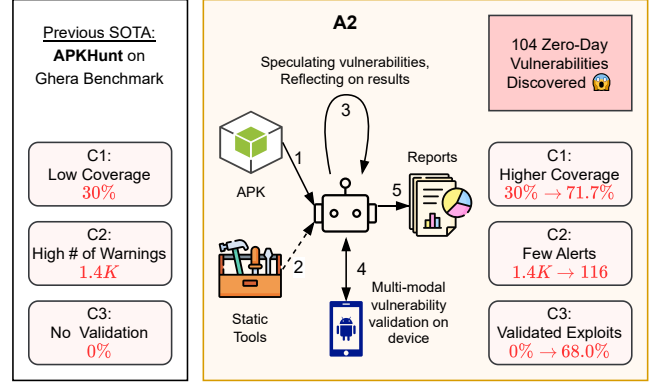 Previous SOTA:
APKHunt on
Ghera Benchmark
C1:
Low Coverage
30%
C2:
High # of Warnings
1.4K
C3:
No Validation
0%
A2
Speculating vulnerabilities,
Reflecting on results
3
1
APK
2
Static
Tools
4
Multi-modal
vulnerability
validation on
device
5
Reports
104 Zero-Day
Vulnerabilities
Discovered 😱
C1:
Higher Coverage
30% → 71.7%
C2:
Few Alerts
1.4K → 116
C3:
Validated Exploits
0% → 68.0%